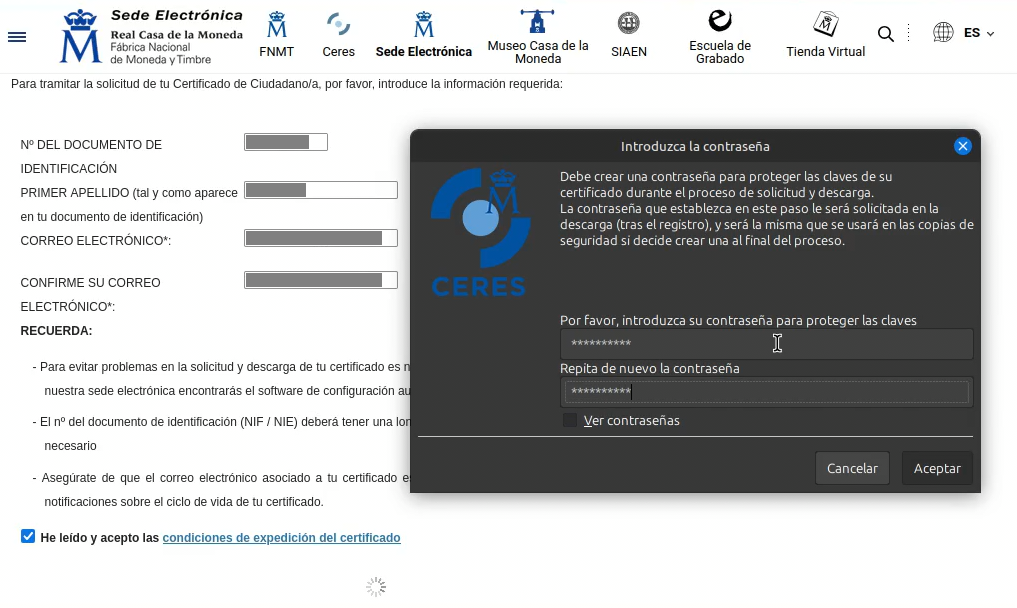 Sede Electrónica
Real Casa de la Moneda
Fábrica Nacional
de Moneda y Timbre
FNMT
Ceres
Sede Electrónica
Museo Casa de la
Moneda
SIAEN
Escuela de
Grabado
Tienda Virtual
ES
Para tramitar la solicitud de tu Certificado de Ciudadano/a, por favor, introduce la información requerida:
Nº DEL DOCUMENTO DE
IDENTIFICACIÓN
PRIMER APELLIDO (tal y como aparece
en tu documento de identificación)
CORREO ELECTRÓNICO*:
CONFIRME SU CORREO
ELECTRÓNICO*:
RECUERDA:
- Para evitar problemas en la solicitud y descarga de tu certificado es
nuestra sede electrónica encontrarás el software de configuración
- El nº del documento de identificación (NIF / NIE) deberá tener una
necesario
- Asegúrate de que el correo electrónico asociado a tu certificado
notificaciones sobre el ciclo de vida de tu certificado.
He leído y acepto las condiciones de expedición del certificado
Introduzca la contraseña
CERES
Debe crear una contraseña para proteger las claves de su
certificado durante el proceso de solicitud y descarga.
La contraseña que establezca en este paso le será solicitada en la
descarga (tras el registro), y será la misma que se usará en las copias de
seguridad si decide crear una al final del proceso.
Por favor, introduzca su contraseña para proteger las claves
**********
Repita de nuevo la contraseña
**********
Ver contraseñas
Cancelar
Aceptar